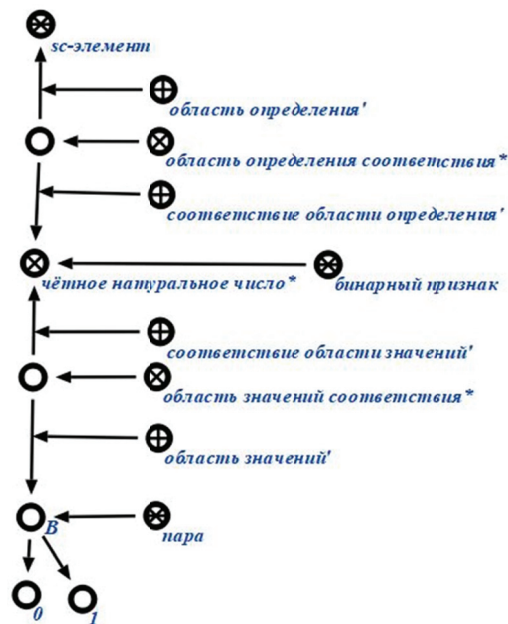 sc-элемент
область определения'
область определения соответствия*
соответствие области определения'
чётное натуральное число*
бинарный признак
соответствие области значений'
область значений соответствия*
область значений'
B
пара
0
1